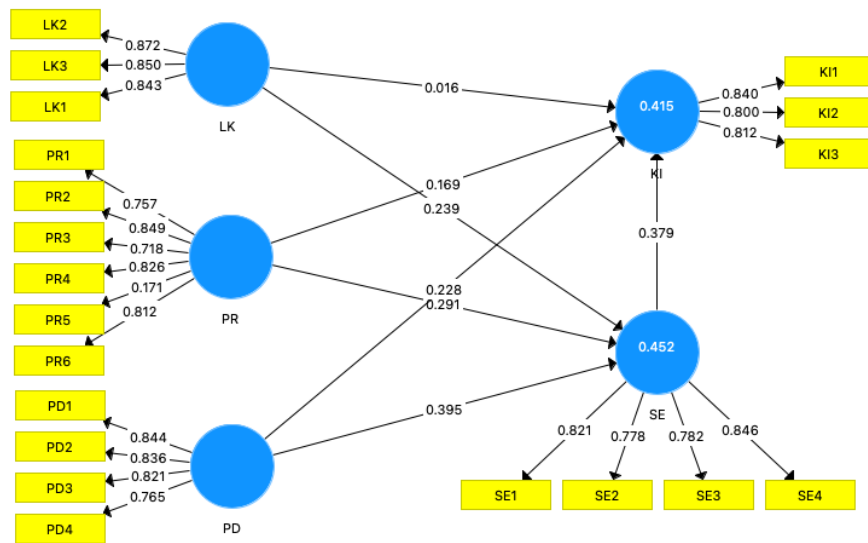 LK2
LK3
LK1
0.872
0.850
0.843
LK
PR1
PR2
PR3
PR4
PR5
PR6
0.757
0.849
0.718
0.826
0.171
0.812
PR
PD1
PD2
PD3
PD4
0.844
0.836
0.821
0.765
PD
0.016
0.169
0.239
0.228
0.291
0.395
0.379
0.415
KI
0.840
0.800
0.812
KI1
KI2
KI3
0.452
SE
0.821
0.778
0.782
0.846
SE1
SE2
SE3
SE4